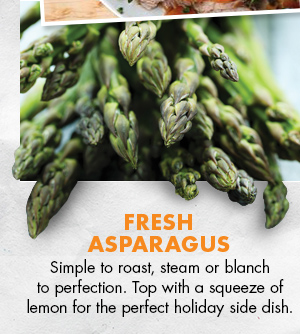 FRESH
ASPARAGUS
Simple to roast, steam or blanch
to perfection. Top with a squeeze of
lemon for the perfect holiday side dish.